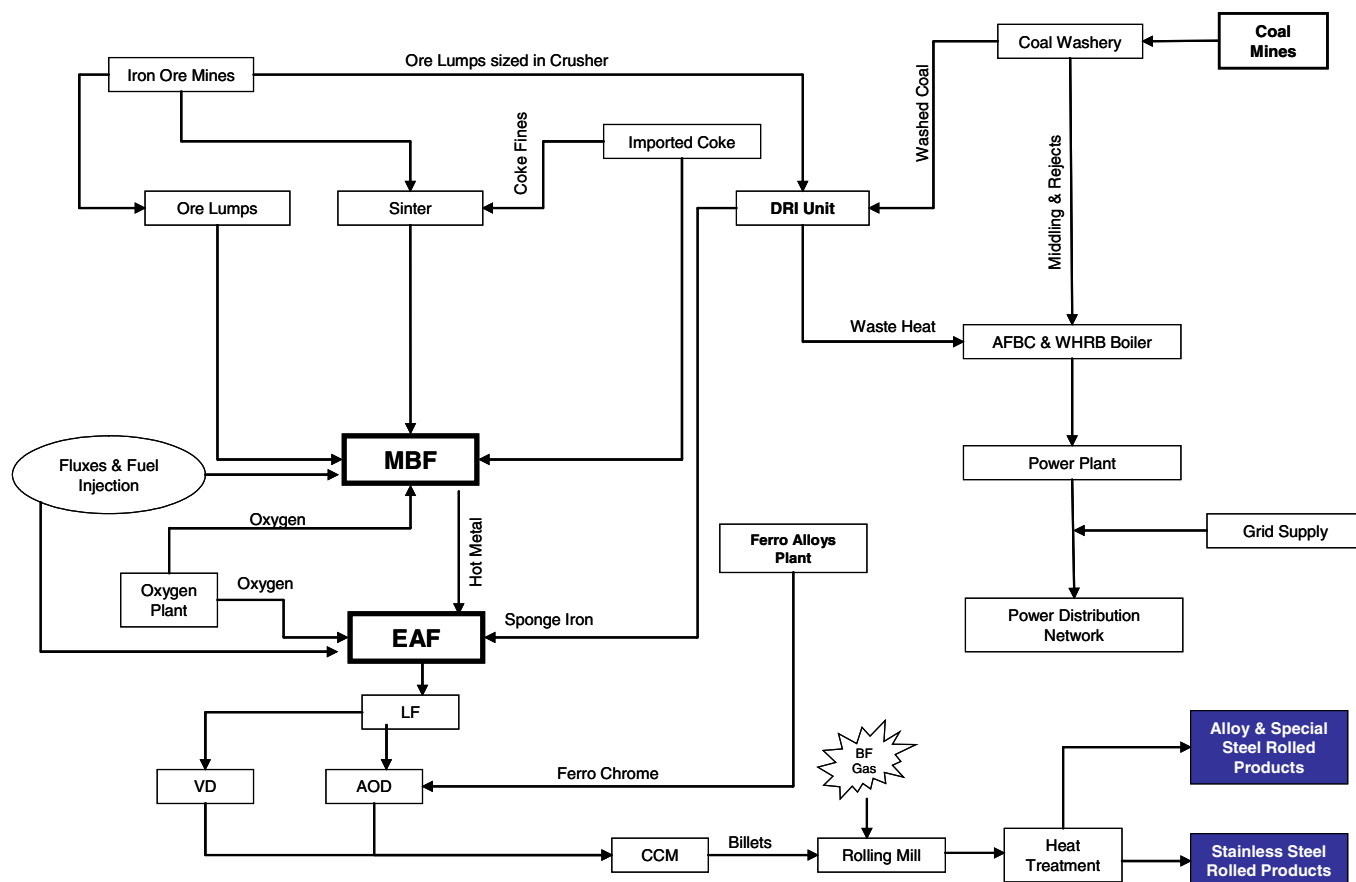 Coal Washery
Coal
Mines
Ore Lumps sized in Crusher
Iron Ore Mines
Washed Coal
Coke Fines
Imported Coke
Middling & Rejects
Ore Lumps
Sinter
DRI Unit
Waste Heat
AFBC & WHRB Boiler
MBF
Fluxes & Fuel
Injection
Power Plant
Oxygen
Hot Metal
Ferro Alloys
Plant
Grid Supply
Oxygen
Plant
Oxygen
Sponge Iron
EAF
Power Distribution
Network
LF
BF
Gas
Alloy & Special
Steel Rolled
Products
VD
AOD
Ferro Chrome
CCM
Billets
Rolling Mill
Heat
Treatment
Stainless Steel
Rolled Products